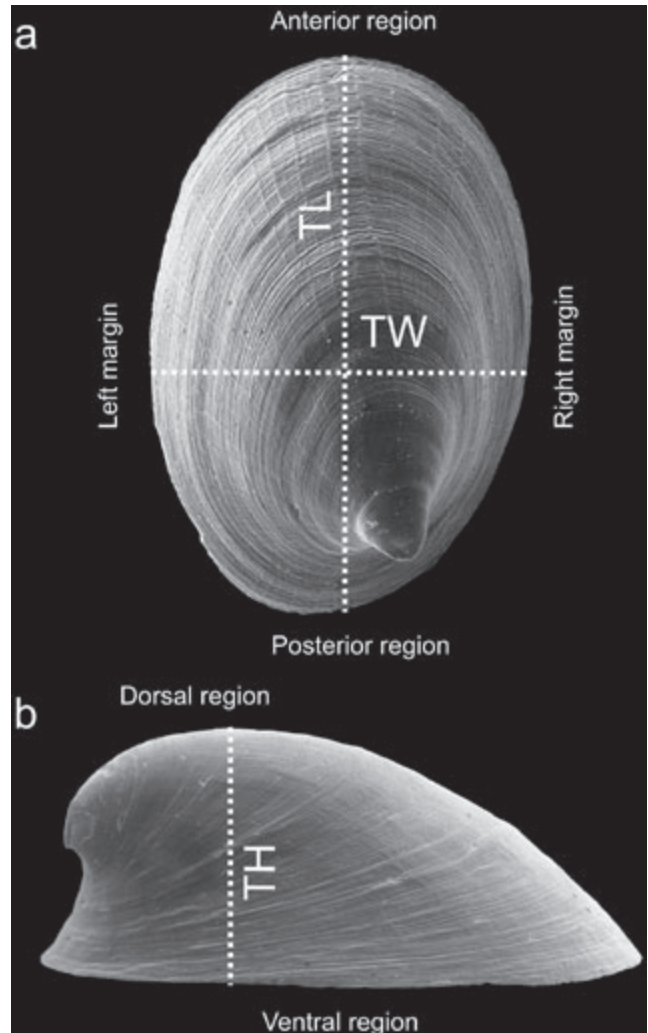 a
Anterior region
TL
TW
Left margin
Right margin
Posterior region
Dorsal region
b
TH
Ventral region